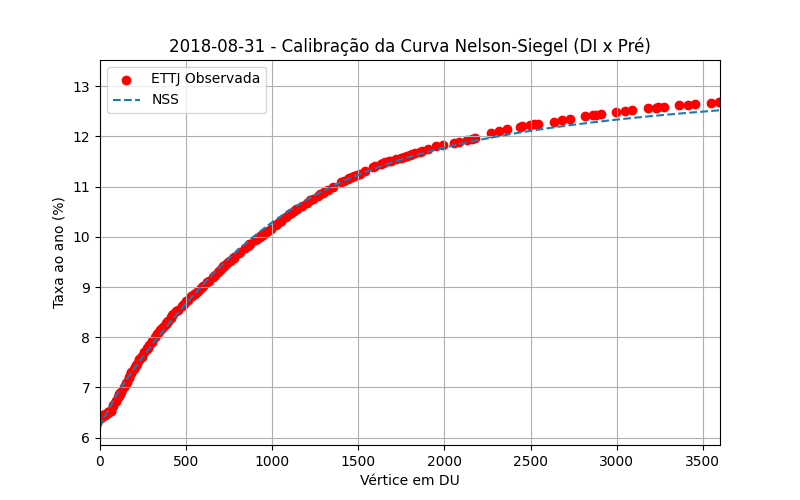 2018-08-31 - Calibração da Curva Nelson-Siegel (DI x Pré)
ETTJ Observada
NSS
Taxa ao ano (%)
13
12
11
10
9
8
7
6
0 500 1000 1500 2000 2500 3000 3500
Vértice em DU